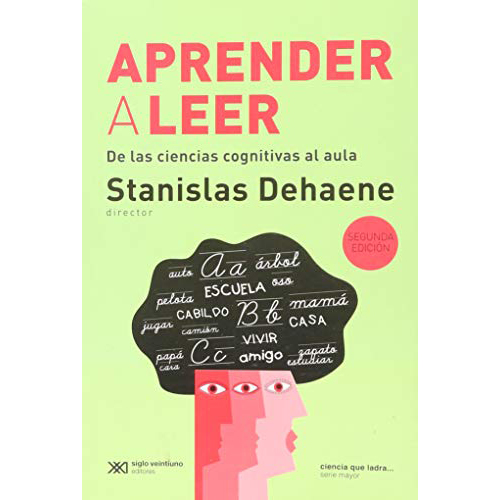 APRENDER
A LEER
De las ciencias cognitivas al aula
Stanislas Dehaene
director
SEGUNDA
EDICIÓN
auto Aa árbol
pelota ESCUELA oso
jugar CABILDO Bb mamá
camión CASA
papá Cc VIVIR zapato
cara amigo estudiar
siglo veintiuno
editores
ciencia que ladra...
serie mayor